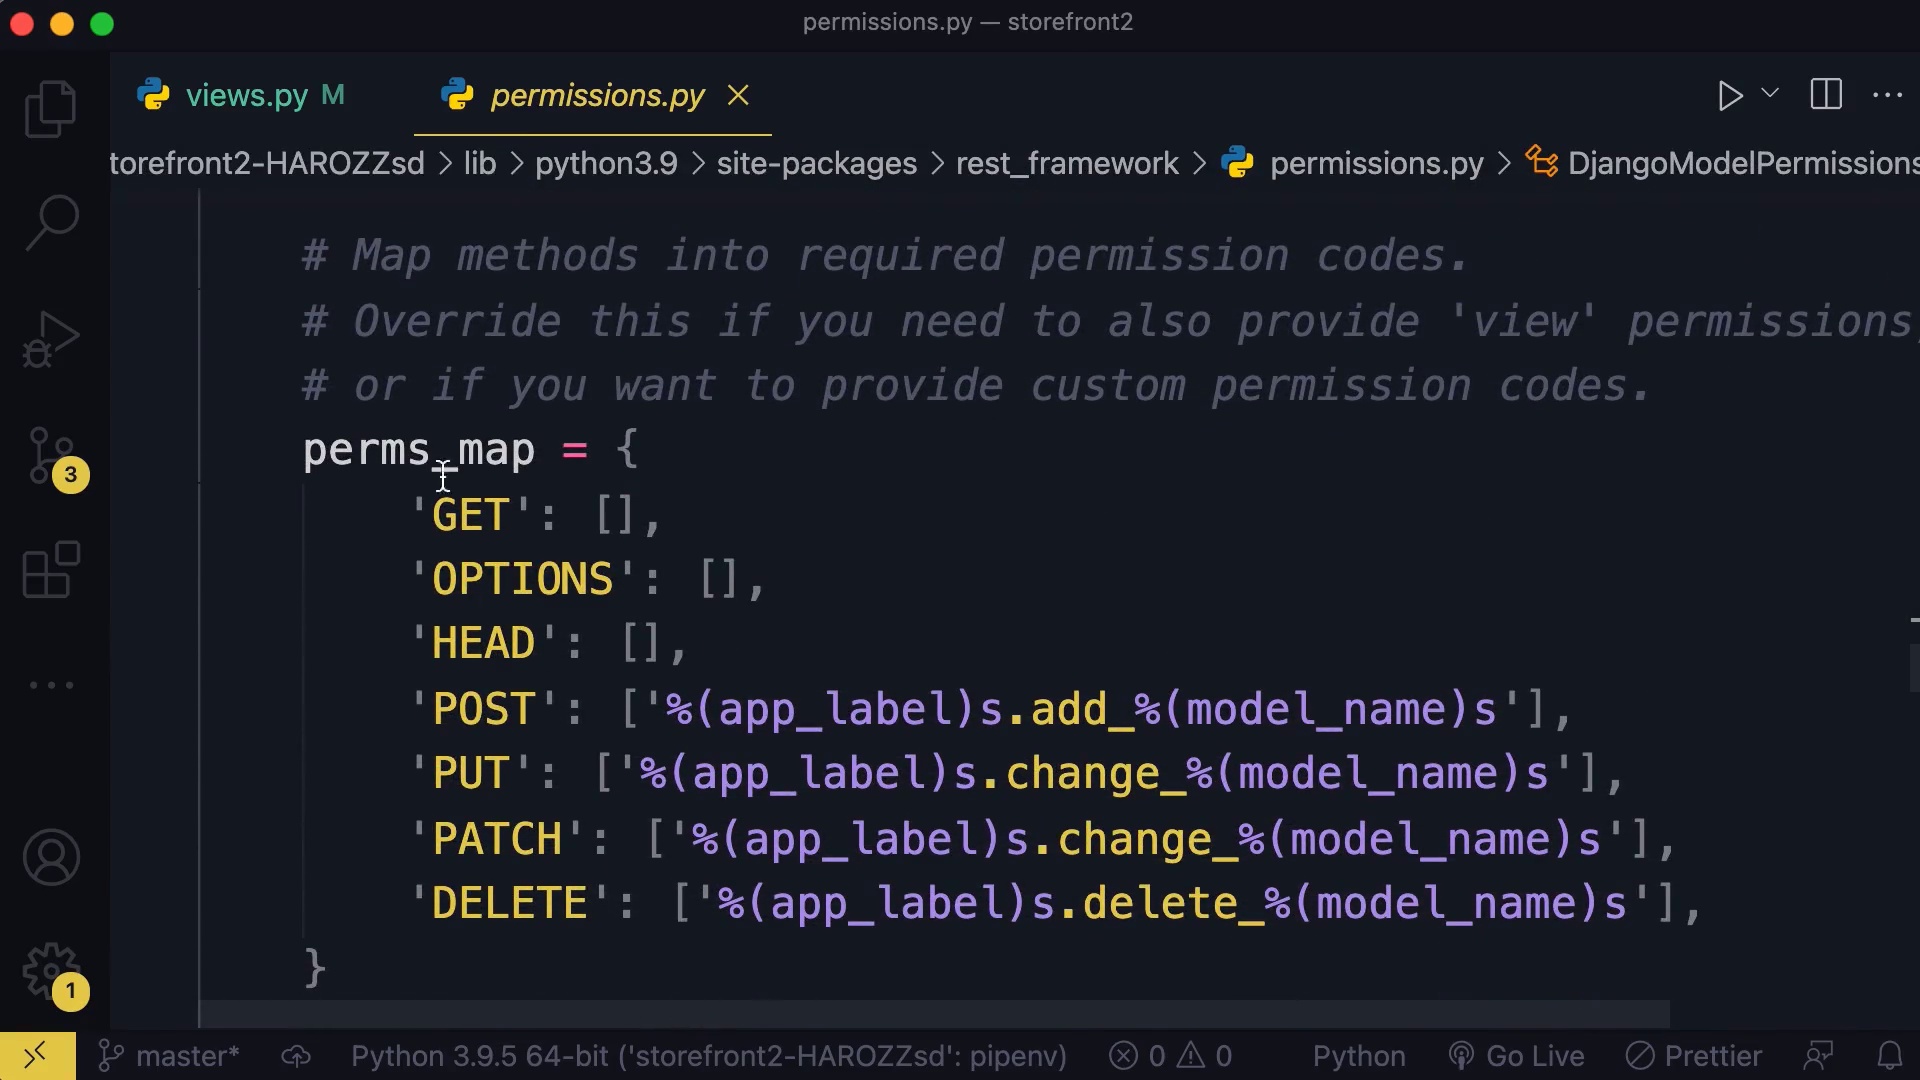 permissions.py — storefront2
views.py M permissions.py
torefront2-HAROZZsd > lib > python3.9 > site-packages > rest_framework > permissions.py > DjangoModelPermissions
# Map methods into required permission codes.
# Override this if you need to also provide 'view' permissions,
# or if you want to provide custom permission codes.
perms_map = {
'GET': [],
'OPTIONS': [],
'HEAD': [],
'POST': ['%(app_label)s.add_%(model_name)s'],
'PUT': ['%(app_label)s.change_%(model_name)s'],
'PATCH': ['%(app_label)s.change_%(model_name)s'],
'DELETE': ['%(app_label)s.delete_%(model_name)s'],
}
3
1
master* Python 3.9.5 64-bit ('storefront2-HAROZZsd': pipenv) 0 0 Python Go Live Prettier